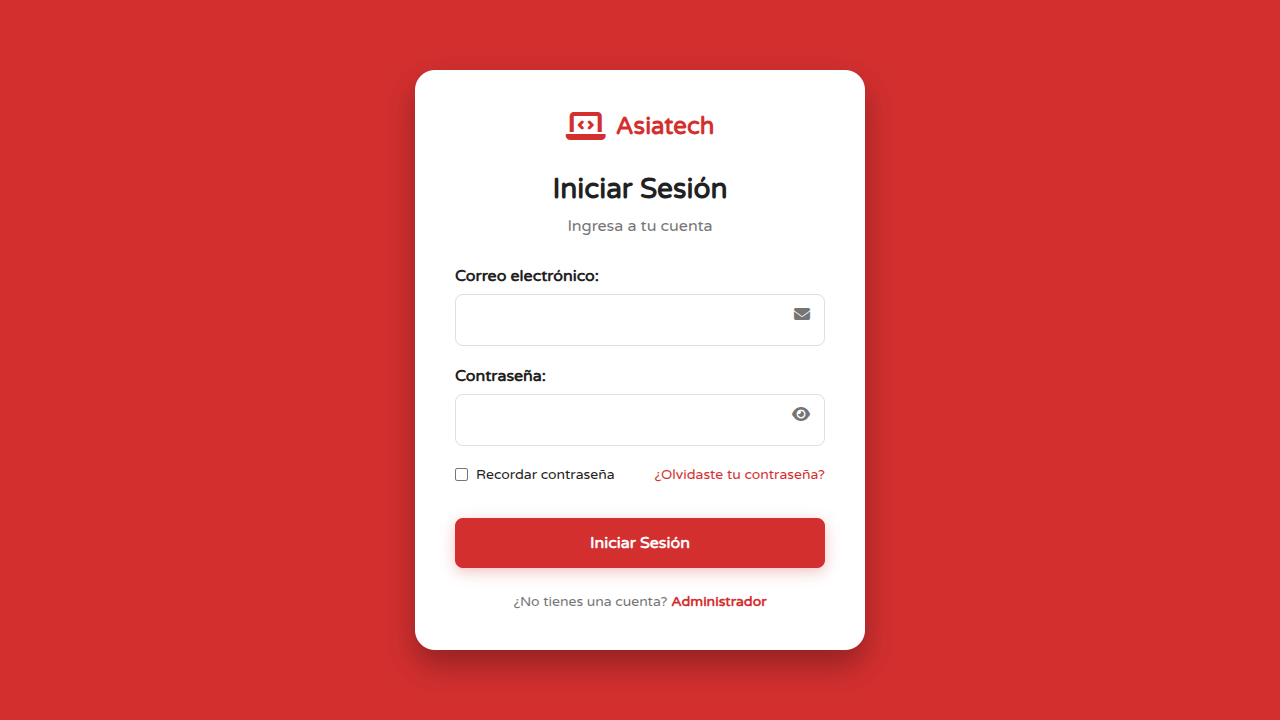 Asiatech
Iniciar Sesión
Ingresa a tu cuenta
Correo electrónico:
Contraseña:
Recordar contraseña ¿Olvidaste tu contraseña?
Iniciar Sesión
¿No tienes una cuenta? Administrador